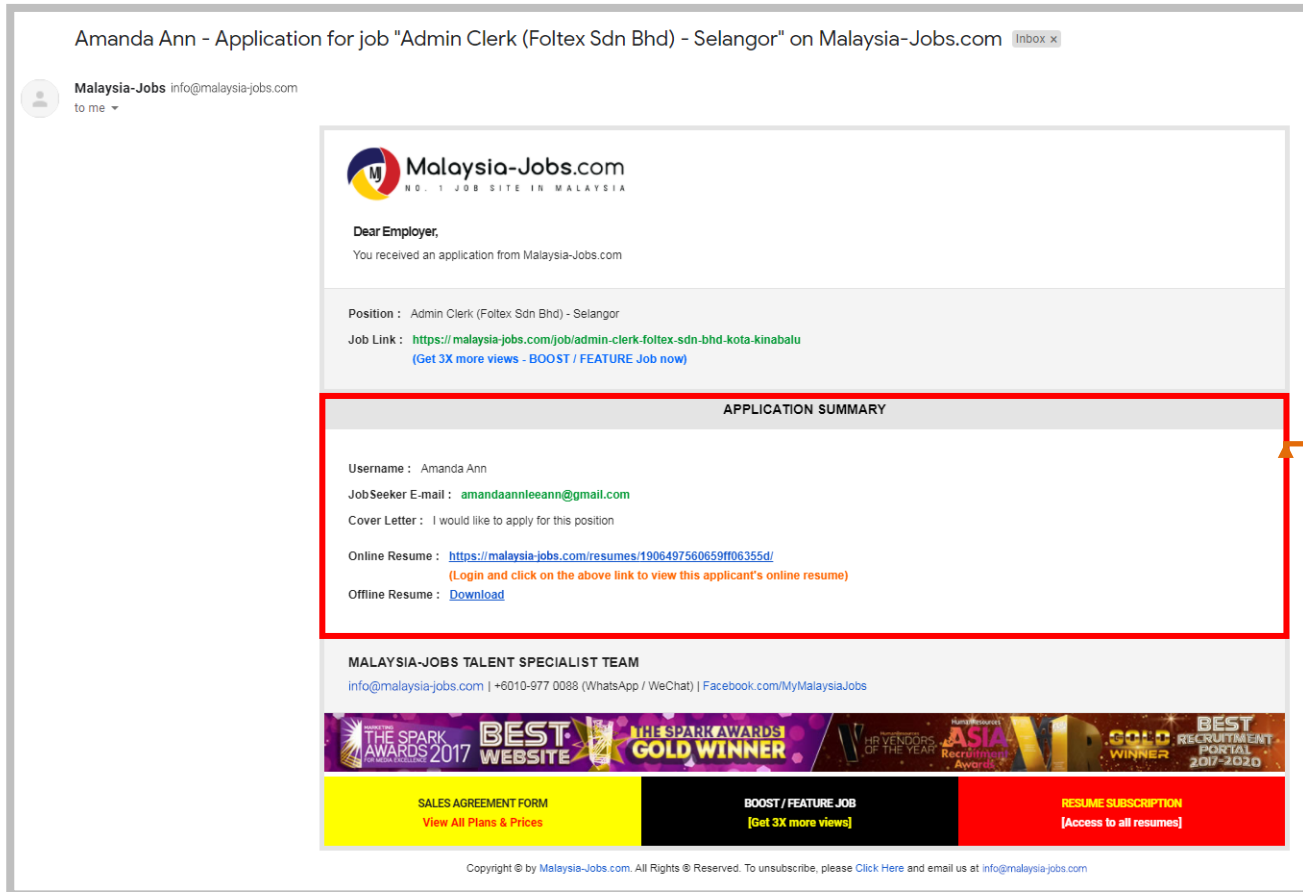 Amanda Ann - Application for job "Admin Clerk (Foltex Sdn Bhd) - Selangor" on Malaysia-Jobs.com Inbox x
Malaysia-Jobs info@malaysia-jobs.com
to me
MJ Malaysia-Jobs.com
NO. 1 JOB SITE IN MALAYSIA
Dear Employer,
You received an application from Malaysia-Jobs.com
Position : Admin Clerk (Foltex Sdn Bhd) - Selangor
Job Link : https://malaysia-jobs.com/job/admin-clerk-foltex-sdn-bhd-kota-kinabalu
(Get 3X more views - BOOST / FEATURE Job now)
APPLICATION SUMMARY
Username : Amanda Ann
JobSeeker E-mail : amandaannleeann@gmail.com
Cover Letter : I would like to apply for this position
Online Resume : https://malaysia-jobs.com/resumes/1906497560659ff06355d/
(Login and click on the above link to view this applicant's online resume)
Offline Resume : Download
MALAYSIA-JOBS TALENT SPECIALIST TEAM
info@malaysia-jobs.com | +6010-977 0088 (WhatsApp / WeChat) | Facebook.com/MyMalaysiaJobs
MARKETING
THE SPARK
AWARDS 2017
FOR MEDIA EXCELLENCE
BEST
WEBSITE
THE SPARK AWARDS
GOLD WINNER
HumanResources
HR VENDORS
OF THE YEAR
HumanResources
ASIA
Recruitment
Awards
GOLD
WINNER
BEST
RECRUITMENT
PORTAL
2017-2020
SALES AGREEMENT FORM
View All Plans & Prices
BOOST / FEATURE JOB
[Get 3X more views]
RESUME SUBSCRIPTION
[Access to all resumes]
Copyright © by Malaysia-Jobs.com. All Rights ® Reserved. To unsubscribe, please Click Here and email us at info@malaysia-jobs.com